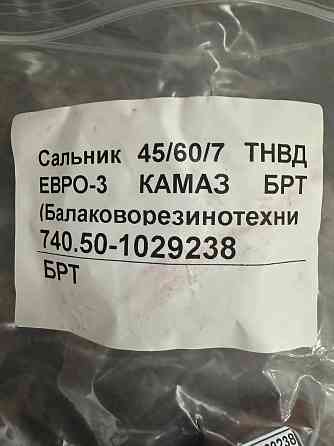 Сальник 45/60/7 ТНВД
ЕВРО-3 КАМАЗ БРТ
(Балаковорезинотехни
740.50-1029238
БРТ